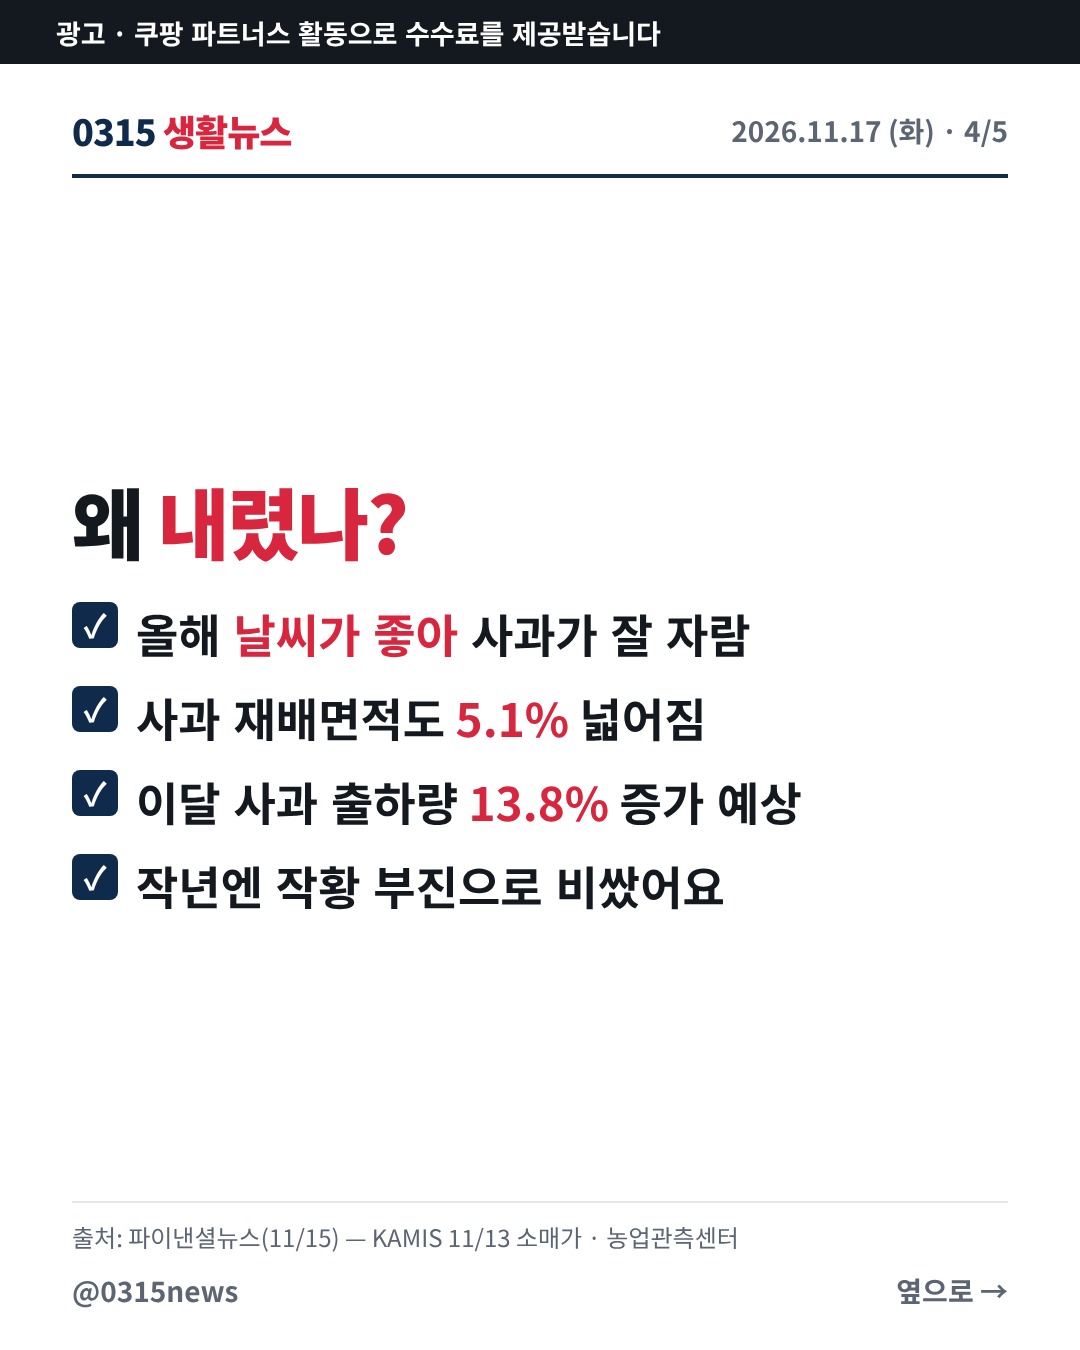 광고 · 쿠팡 파트너스 활동으로 수수료를 제공받습니다
0315 생활뉴스
2026.11.17 (화) · 4/5
왜 내렸나?
✓ 올해 날씨가 좋아 사과가 잘 자람
✓ 사과 재배면적도 5.1% 넓어짐
✓ 이달 사과 출하량 13.8% 증가 예상
✓ 작년엔 작황 부진으로 비쌌어요
출처: 파이낸셜뉴스(11/15) — KAMIS 11/13 소매가 · 농업관측센터
@0315news
옆으로 →